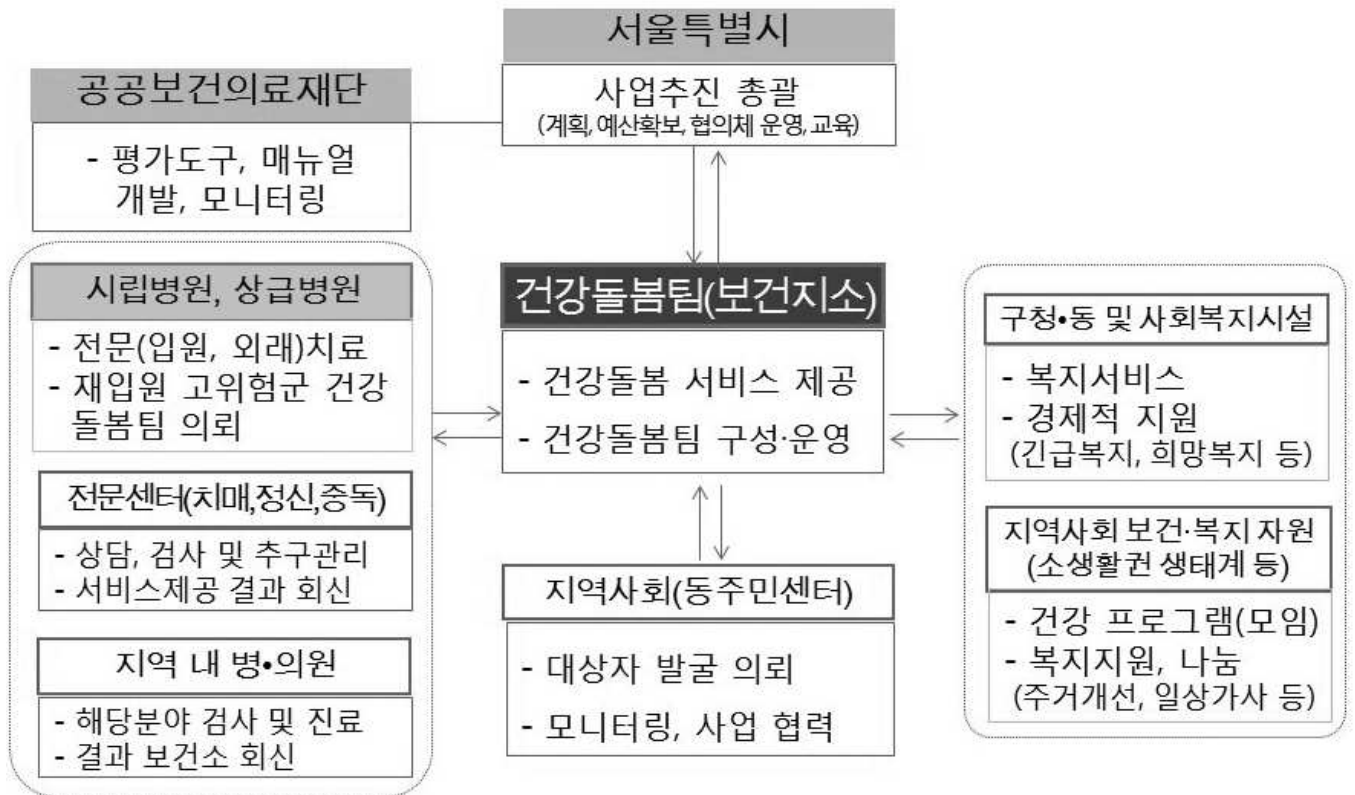 서울특별시
사업추진 총괄
(계획, 예산확보, 협의체 운영, 교육)
공공보건의료재단
- 평가도구, 매뉴얼
개발, 모니터링
시립병원, 상급병원
- 전문(입원, 외래)치료
- 재입원 고위험군 건강
돌봄팀 의뢰
전문센터(치매,정신,중독)
- 상담, 검사 및 추구관리
- 서비스제공 결과 회신
지역 내 병•의원
- 해당분야 검사 및 진료
- 결과 보건소 회신
건강돌봄팀(보건지소)
- 건강돌봄 서비스 제공
- 건강돌봄팀 구성·운영
지역사회(동주민센터)
- 대상자 발굴 의뢰
- 모니터링, 사업 협력
구청•동 및 사회복지시설
- 복지서비스
- 경제적 지원
(긴급복지, 희망복지 등)
지역사회 보건·복지 자원
(소생활권 생태계 등)
- 건강 프로그램(모임)
- 복지지원, 나눔
(주거개선, 일상가사 등)